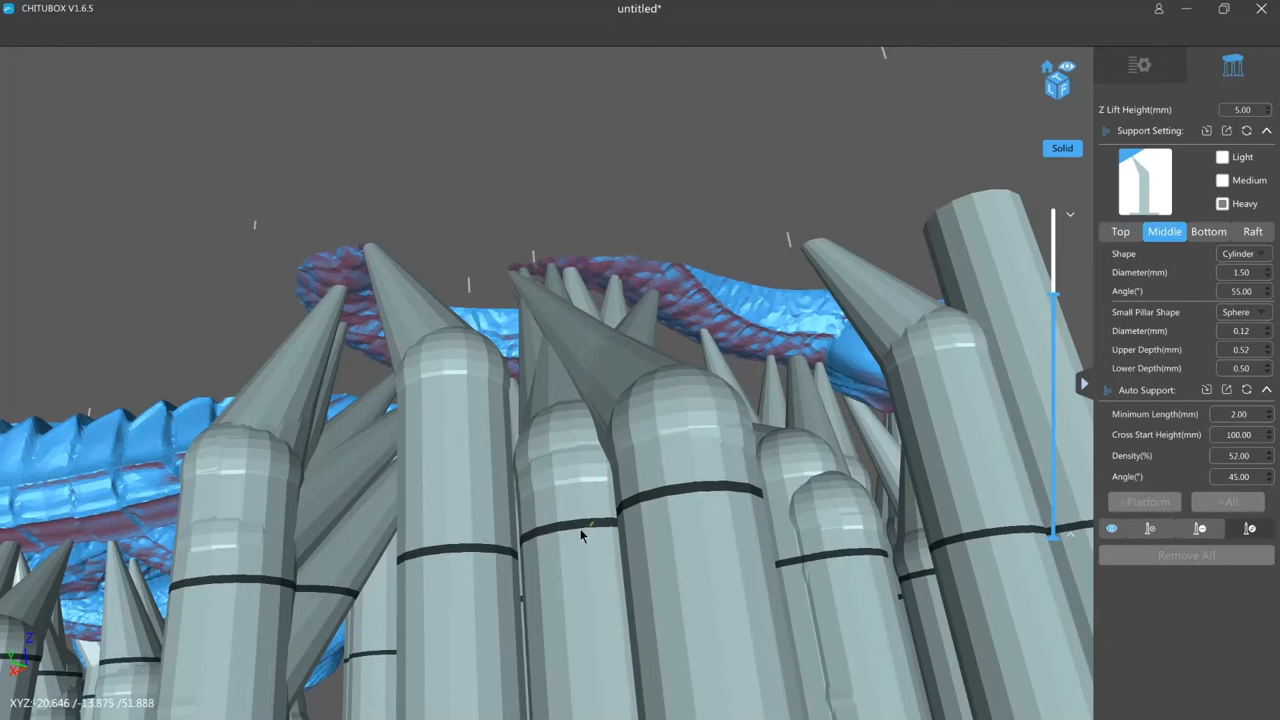 CHITUBOX V1.6.5
untitled*
Z Lift Height(mm) 5.00
Support Setting:
Light
Medium
Heavy
Top Middle Bottom Raft
Shape Cylinder
Diameter(mm) 1.50
Angle(°) 55.00
Small Pillar Shape Sphere
Diameter(mm) 0.12
Upper Depth(mm) 0.52
Lower Depth(mm) 0.50
Auto Support:
Minimum Length(mm) 2.00
Cross Start Height(mm) 100.00
Density(%) 52.00
Angle(°) 45.00
+Platform +All
Remove All
Solid
T
L F
Z
Y
X
XYZ: 20.646 /-13.875 /51.888